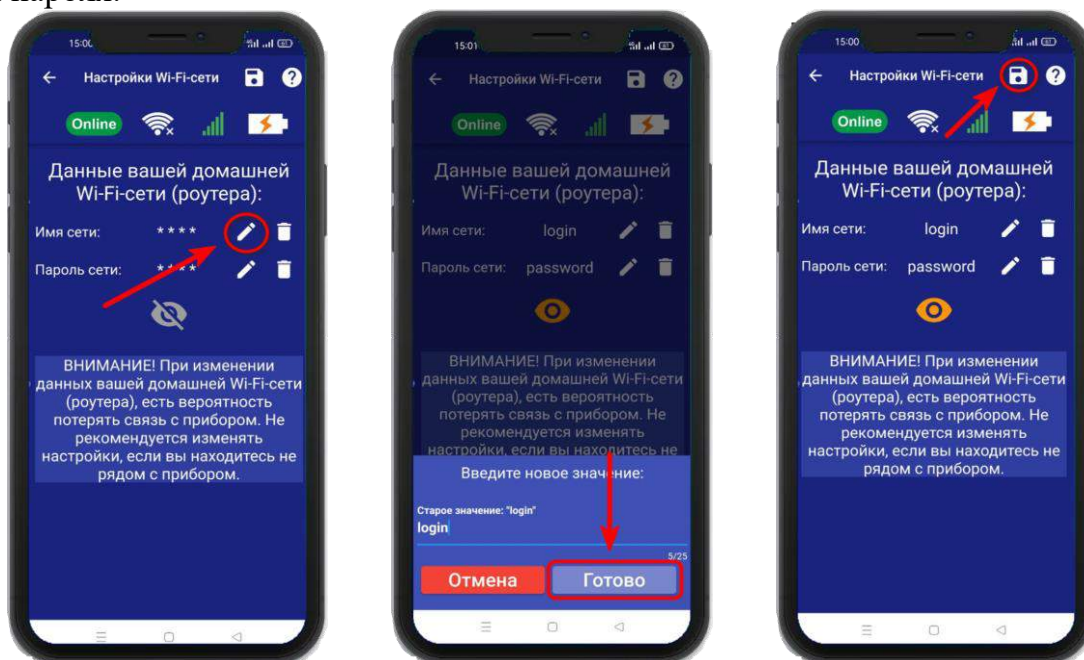 15:00
Настройки Wi-Fi-сети
Online
Данные вашей домашней
Wi-Fi-сети (роутера):
Имя сети: ****
Пароль сети: ****
ВНИМАНИЕ! При изменении
данных вашей домашней Wi-Fi-сети
(роутера), есть вероятность
потерять связь с прибором. Не
рекомендуется изменять
настройки, если вы находитесь не
рядом с прибором.
15:01
Настройки Wi-Fi-сети
Online
Данные вашей домашней
Wi-Fi-сети (роутера):
Имя сети: login
Пароль сети: password
ВНИМАНИЕ! При изменении
данных вашей домашней Wi-Fi-сети
(роутера), есть вероятность
потерять связь с прибором. Не
рекомендуется изменять
настройки, если вы находитесь не
Введите новое значение:
Старое значение: "login"
login
5/25
Отмена Готово
15:00
Настройки Wi-Fi-сети
Online
Данные вашей домашней
Wi-Fi-сети (роутера):
Имя сети: login
Пароль сети: password
ВНИМАНИЕ! При изменении
данных вашей домашней Wi-Fi-сети
(роутера), есть вероятность
потерять связь с прибором. Не
рекомендуется изменять
настройки, если вы находитесь не
рядом с прибором.